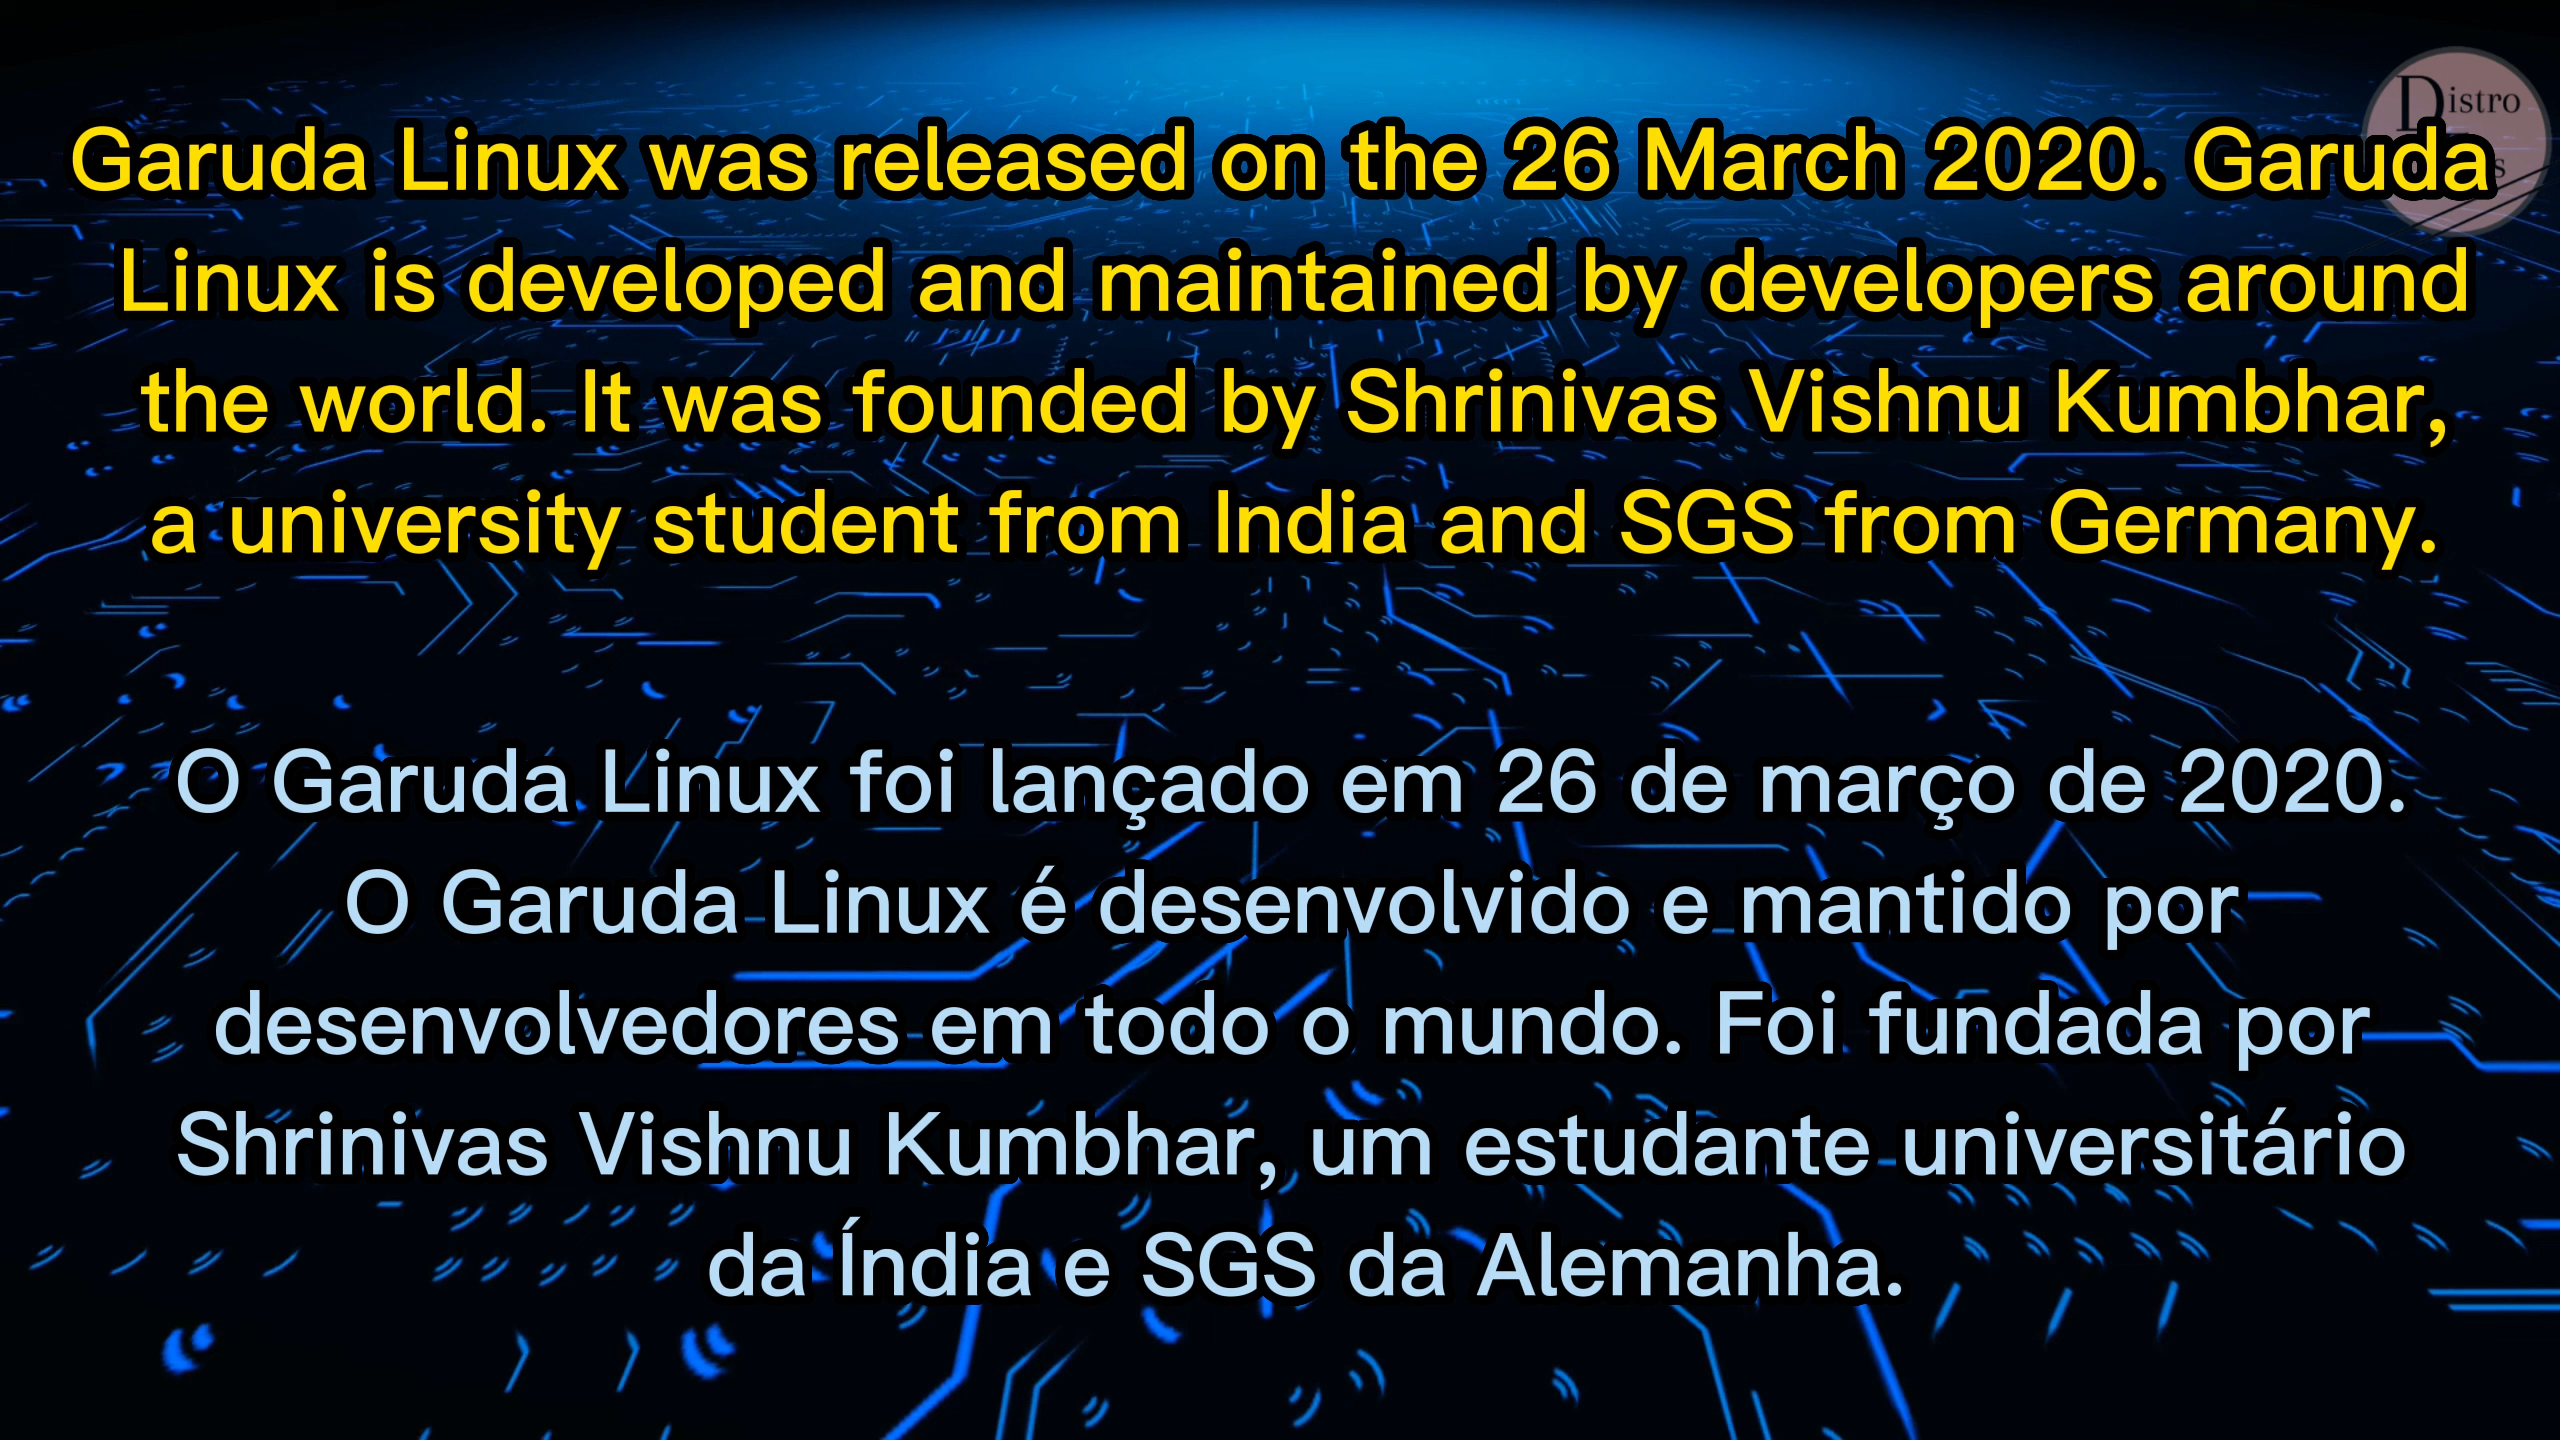 Distro
Garuda Linux was released on the 26 March 2020. Garuda
Linux is developed and maintained by developers around
the world. It was founded by Shrinivas Vishnu Kumbhar,
a university student from India and SGS from Germany.
O Garuda Linux foi lançado em 26 de março de 2020.
O Garuda Linux é desenvolvido e mantido por
desenvolvedores em todo o mundo. Foi fundada por
Shrinivas Vishnu Kumbhar, um estudante universitário
da Índia e SGS da Alemanha.